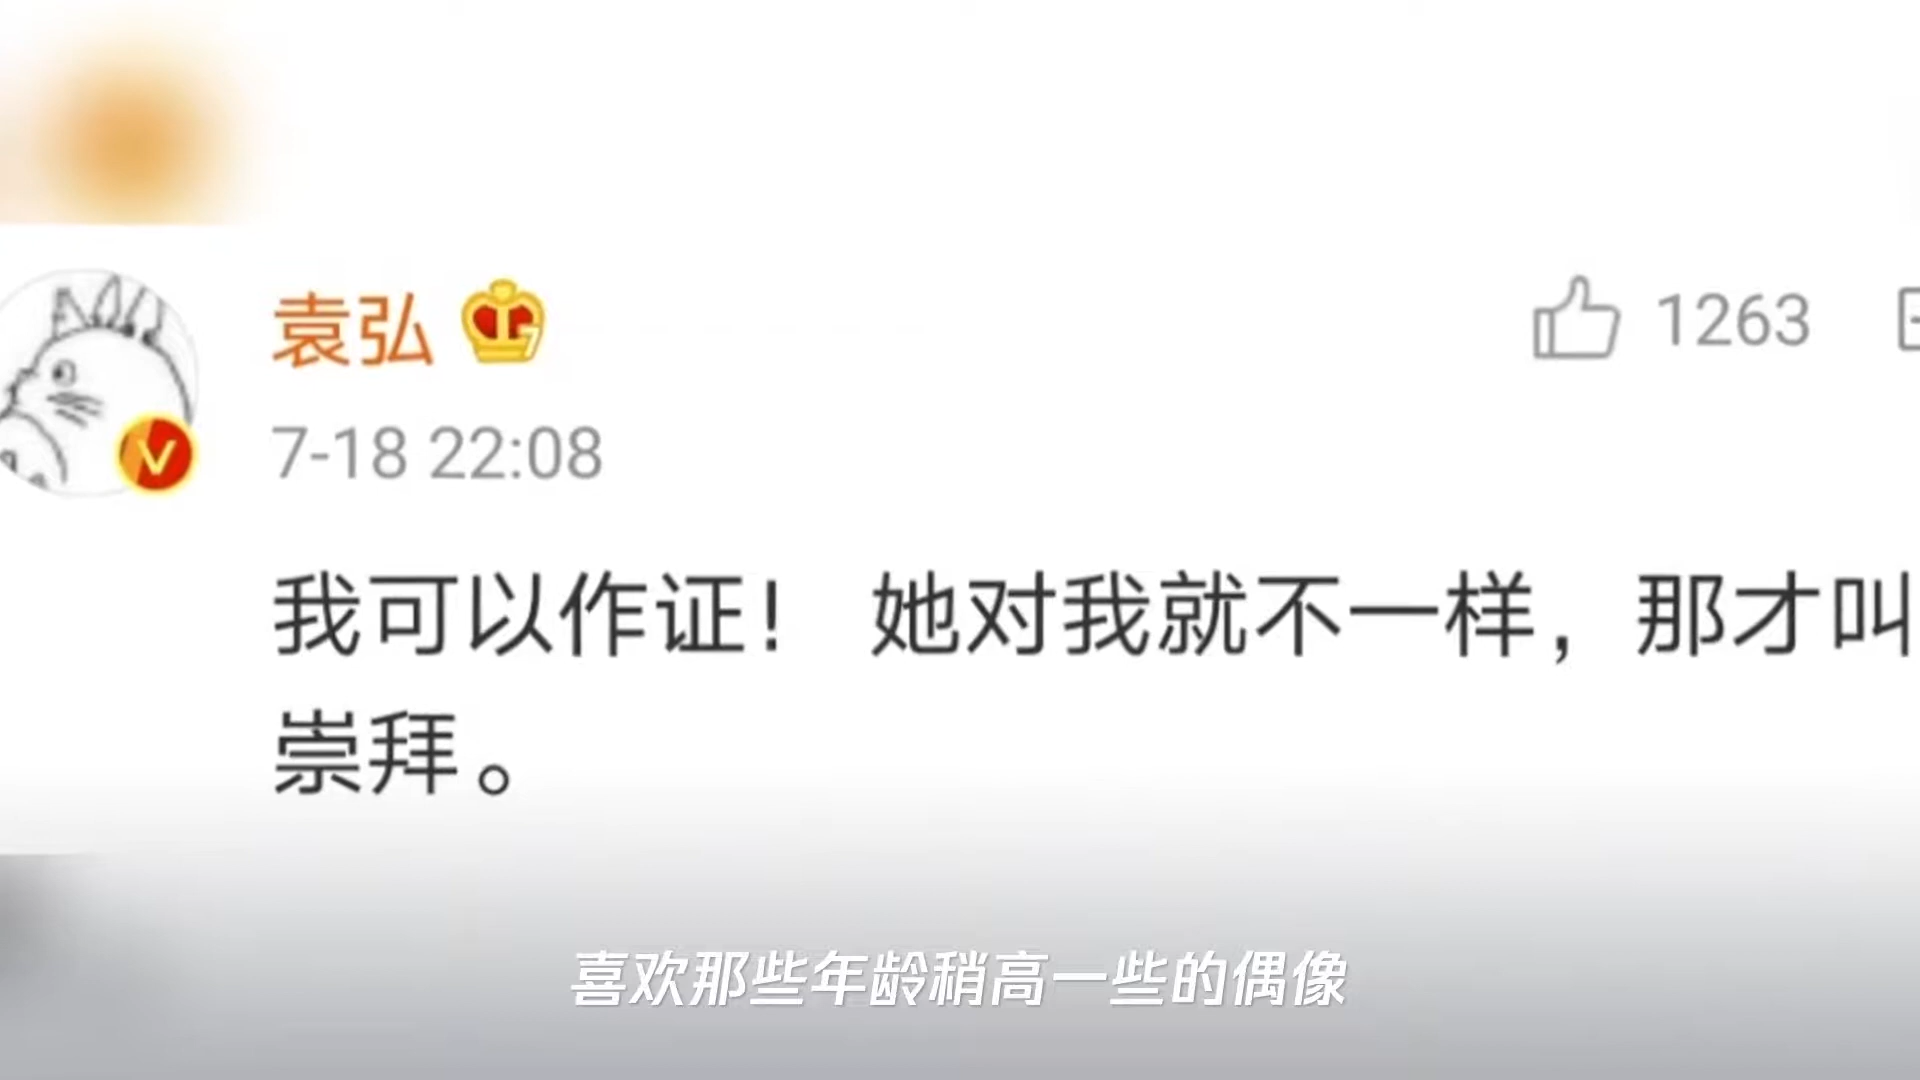 袁弘
1263
7-18 22:08
我可以作证！ 她对我就不一样，那才叫
崇拜。
喜欢那些年龄稍高一些的偶像